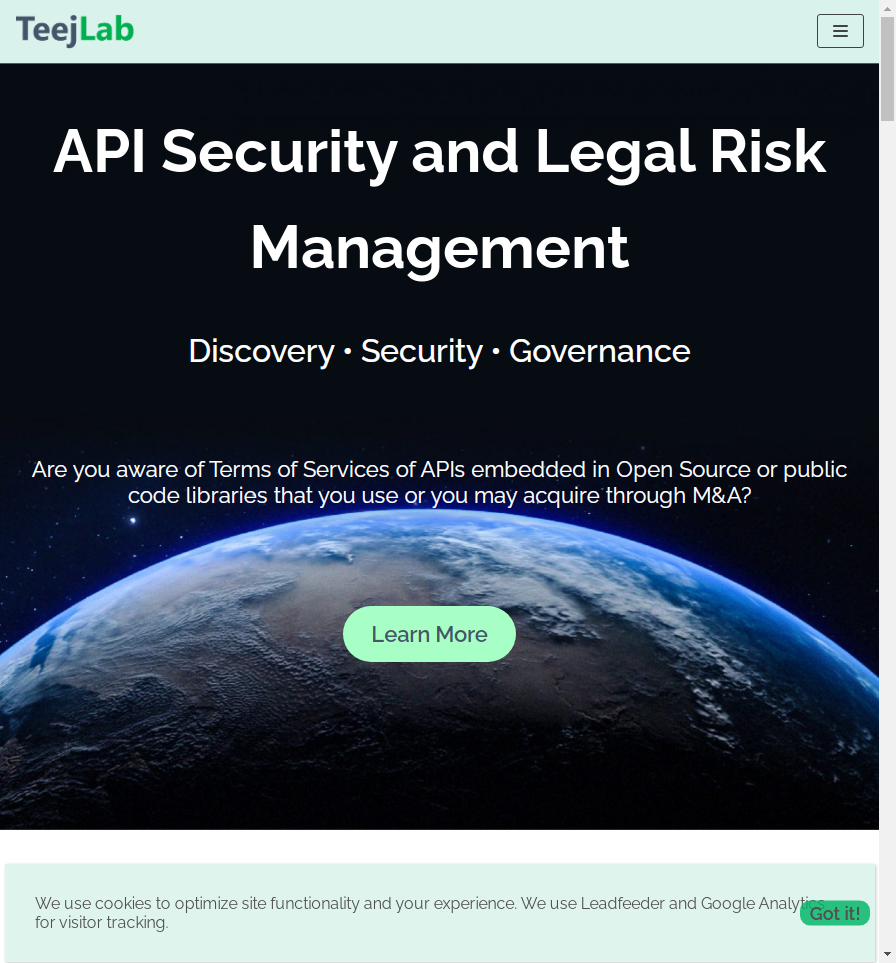 TeejLab
API Security and Legal Risk
Management
Discovery • Security • Governance
Are you aware of Terms of Services of APIs embedded in Open Source or public
code libraries that you use or you may acquire through M&A?
Learn More
We use cookies to optimize site functionality and your experience. We use Leadfeeder and Google Analytics
for visitor tracking.
Got it!